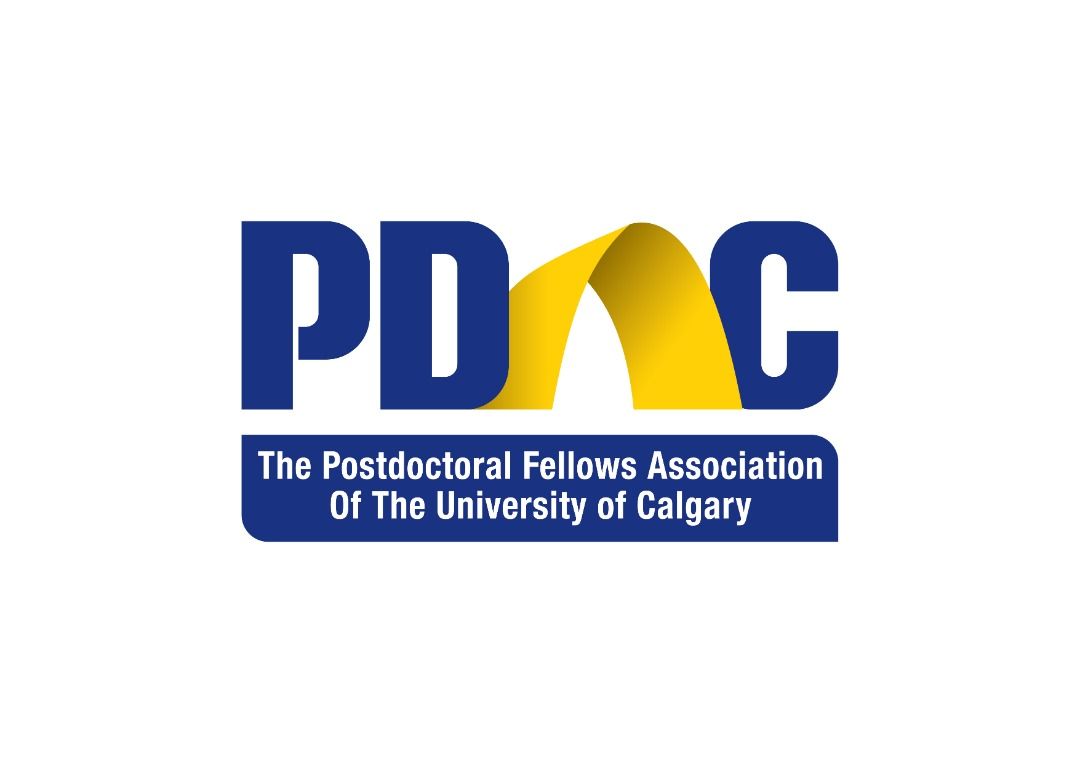 PDAC
The Postdoctoral Fellows Association
Of The University of Calgary